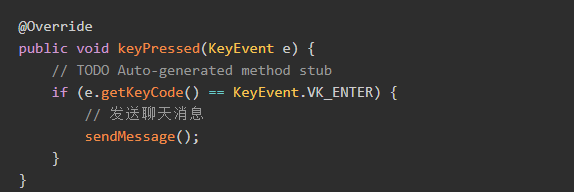 @Override
public void keyPressed(KeyEvent e) {
    // TODO Auto-generated method stub
    if (e.getKeyCode() == KeyEvent.VK_ENTER) {
        // 发送聊天消息
        sendMessage();
    }
}